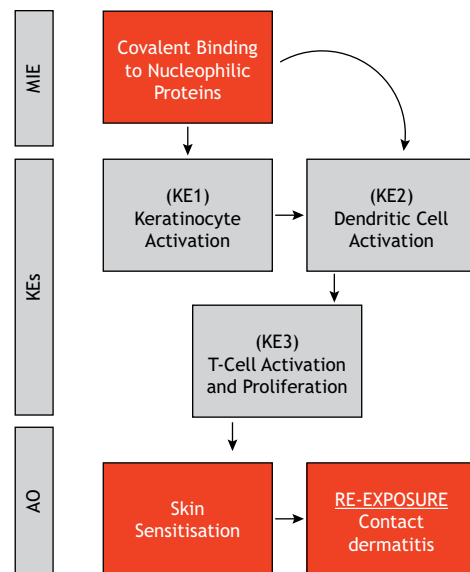 MIE
Covalent Binding
to Nucleophilic
Proteins
KEs
(KE1)
Keratinocyte
Activation
(KE2)
Dendritic Cell
Activation
(KE3)
T-Cell Activation
and Proliferation
AO
Skin
Sensitisation
RE-EXPOSURE
Contact
dermatitis